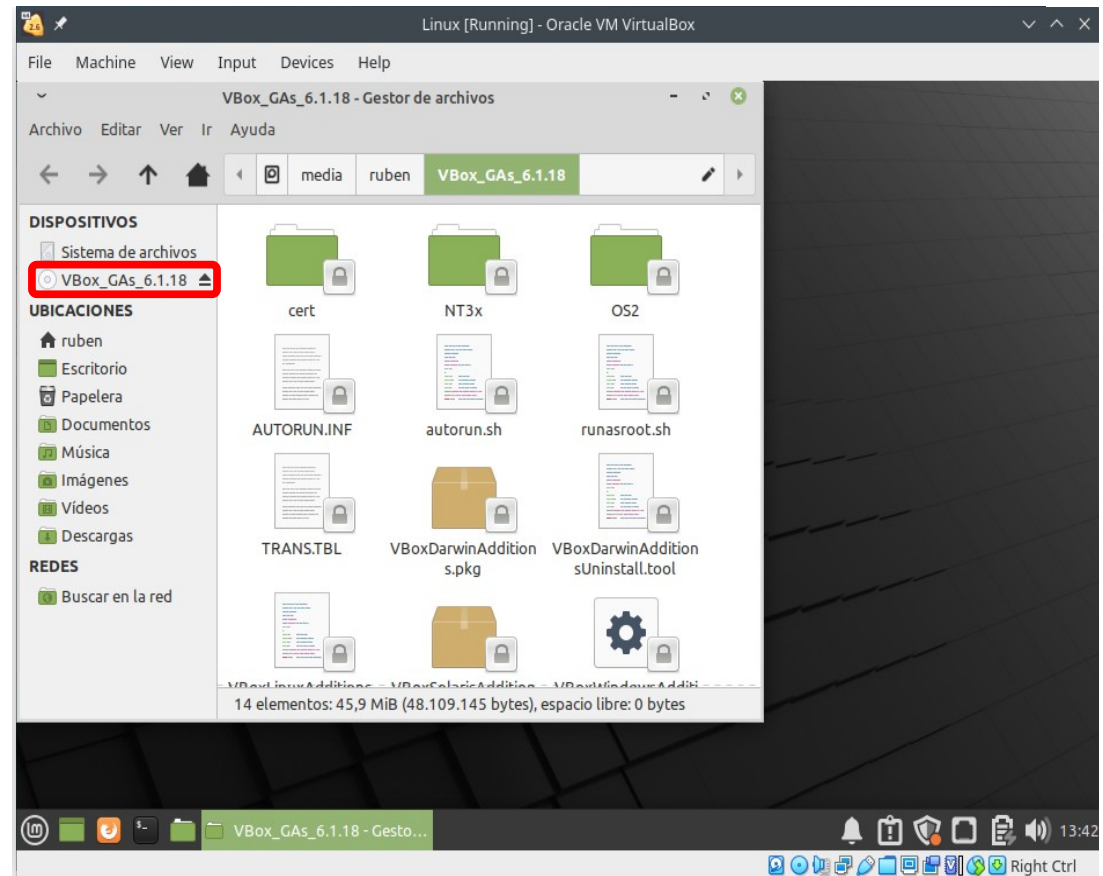 Linux [Running] - Oracle VM VirtualBox
File Machine View Input Devices Help
VBox_GAs_6.1.18 - Gestor de archivos
Archivo Editar Ver Ir Ayuda
media ruben VBox_GAs_6.1.18
DISPOSITIVOS
Sistema de archivos
VBox_GAs_6.1.18
UBICACIONES
ruben
Escritorio
Papelera
Documentos
Música
Imágenes
Vídeos
Descargas
REDES
Buscar en la red
cert NT3x OS2
AUTORUN.INF autorun.sh runasroot.sh
TRANS.TBL VBoxDarwinAddition VBoxDarwinAddition
s.pkg sUninstall.tool
VBoxLinuxAdditions VBoxSolarisAddition VBoxWindowsAdditi
14 elementos: 45,9 MiB (48.109.145 bytes), espacio libre: 0 bytes
VBox_GAs_6.1.18 - Gesto...
13:42
Right Ctrl